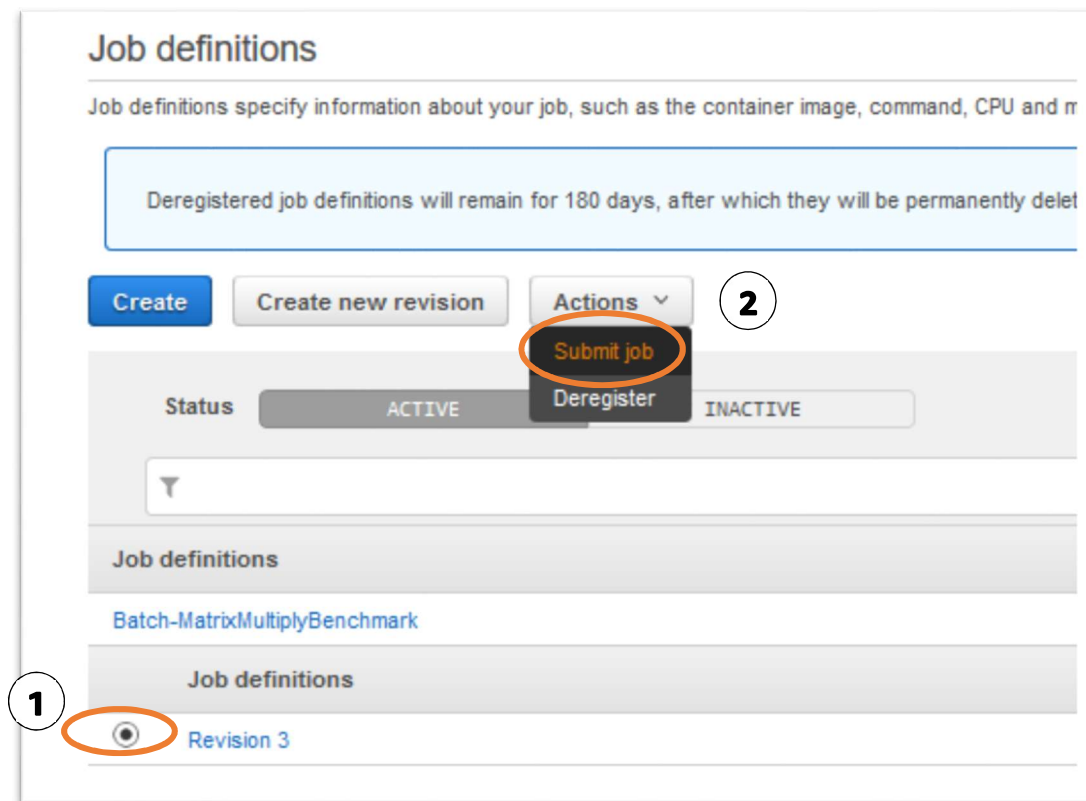 Job definitions
Job definitions specify information about your job, such as the container image, command, CPU and
Deregistered job definitions will remain for 180 days, after which they will be permanently
Create Create new revision Actions 2
Submit job
Status ACTIVE Deregister INACTIVE
Job definitions
Batch-MatrixMultiplyBenchmark
Job definitions
1
Revision 3